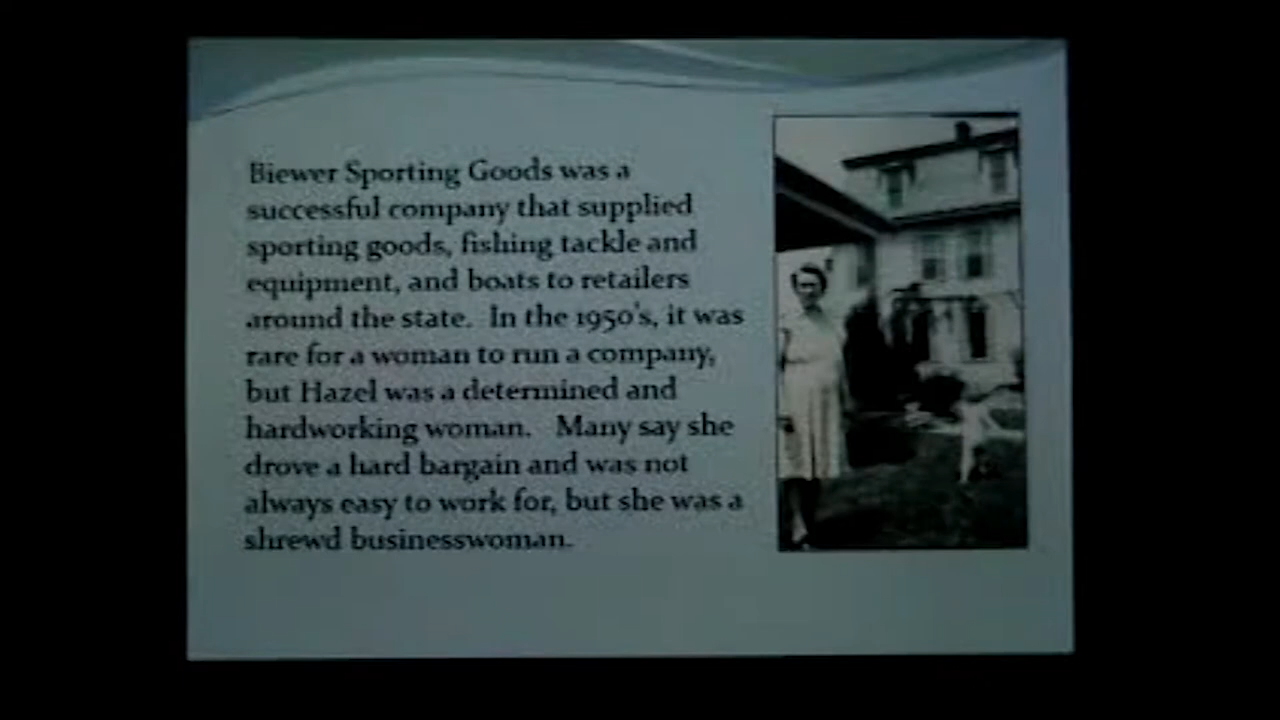 Biewer Sporting Goods was a
successful company that supplied
sporting goods, fishing tackle and
equipment, and boats to retailers
around the state. In the 1950's, it was
rare for a woman to run a company,
but Hazel was a determined and
hardworking woman. Many say she
drove a hard bargain and was not
always easy to work for, but she was a
shrewd businesswoman.